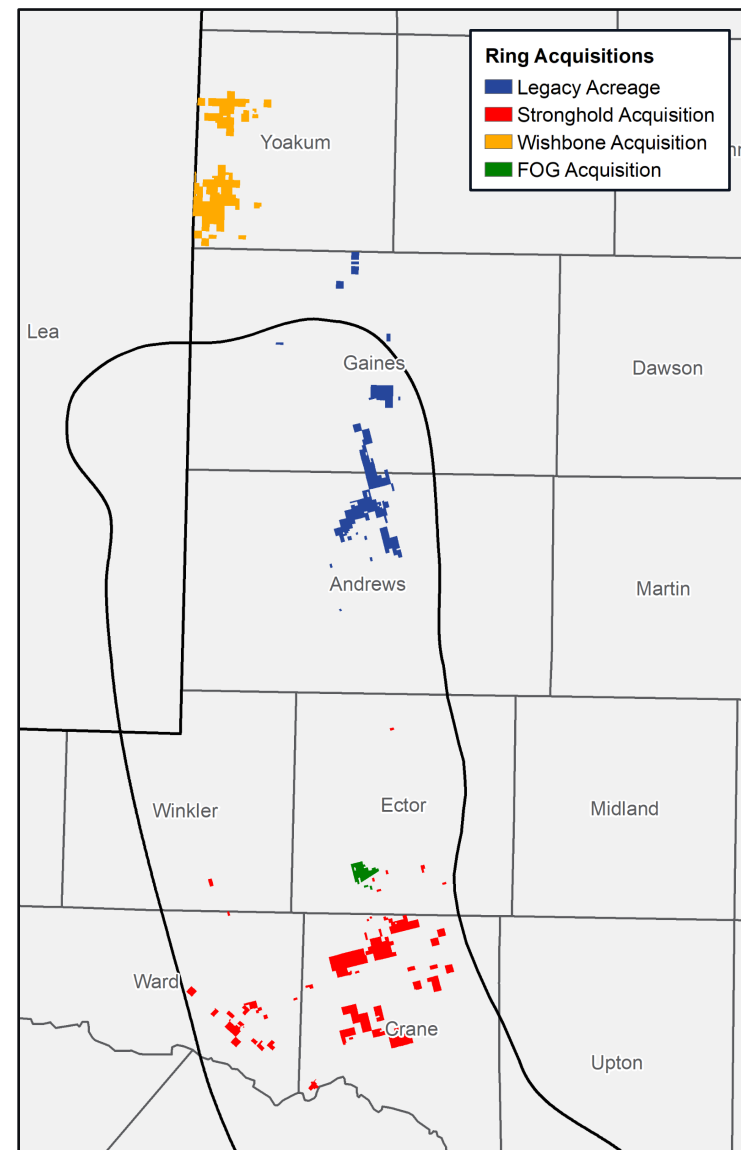 Ring Acquisitions
Legacy Acreage
Stronghold Acquisition
Wishbone Acquisition
FOG Acquisition
Yoakum
Lea
Gaines
Dawson
Andrews
Martin
Winkler
Ector
Midland
Ward
Crane
Upton